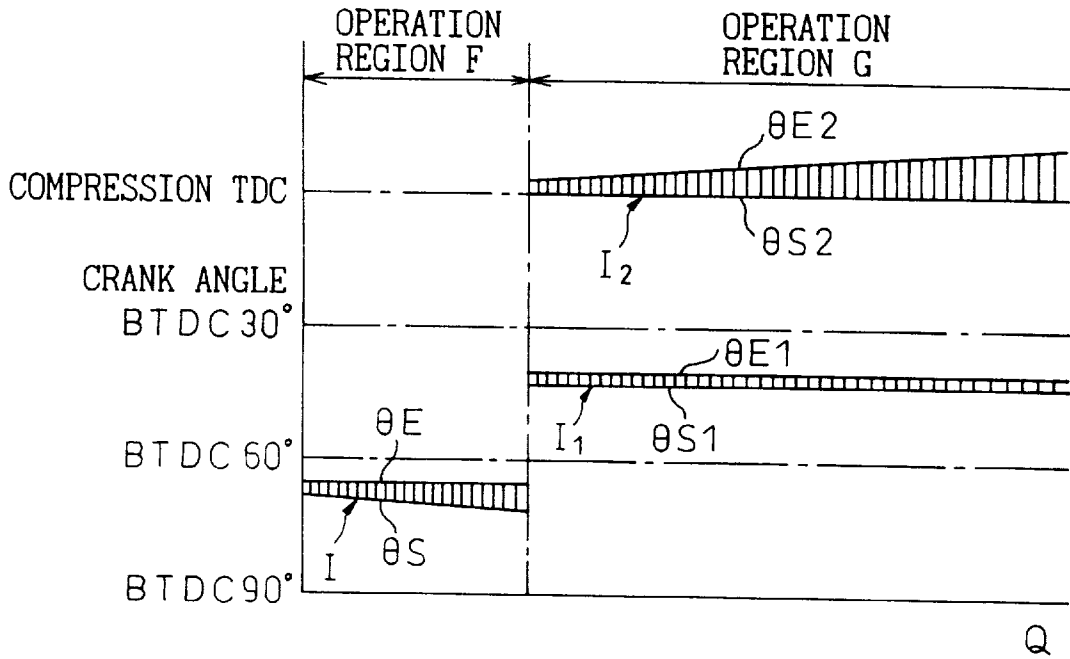 OPERATION
REGION F
OPERATION
REGION G
θE2
COMPRESSION TDC
θS2
I2
CRANK ANGLE
BTDC30°
θE1
I1
θS1
θE
BTDC60°
I
θS
BTDC90°
Q